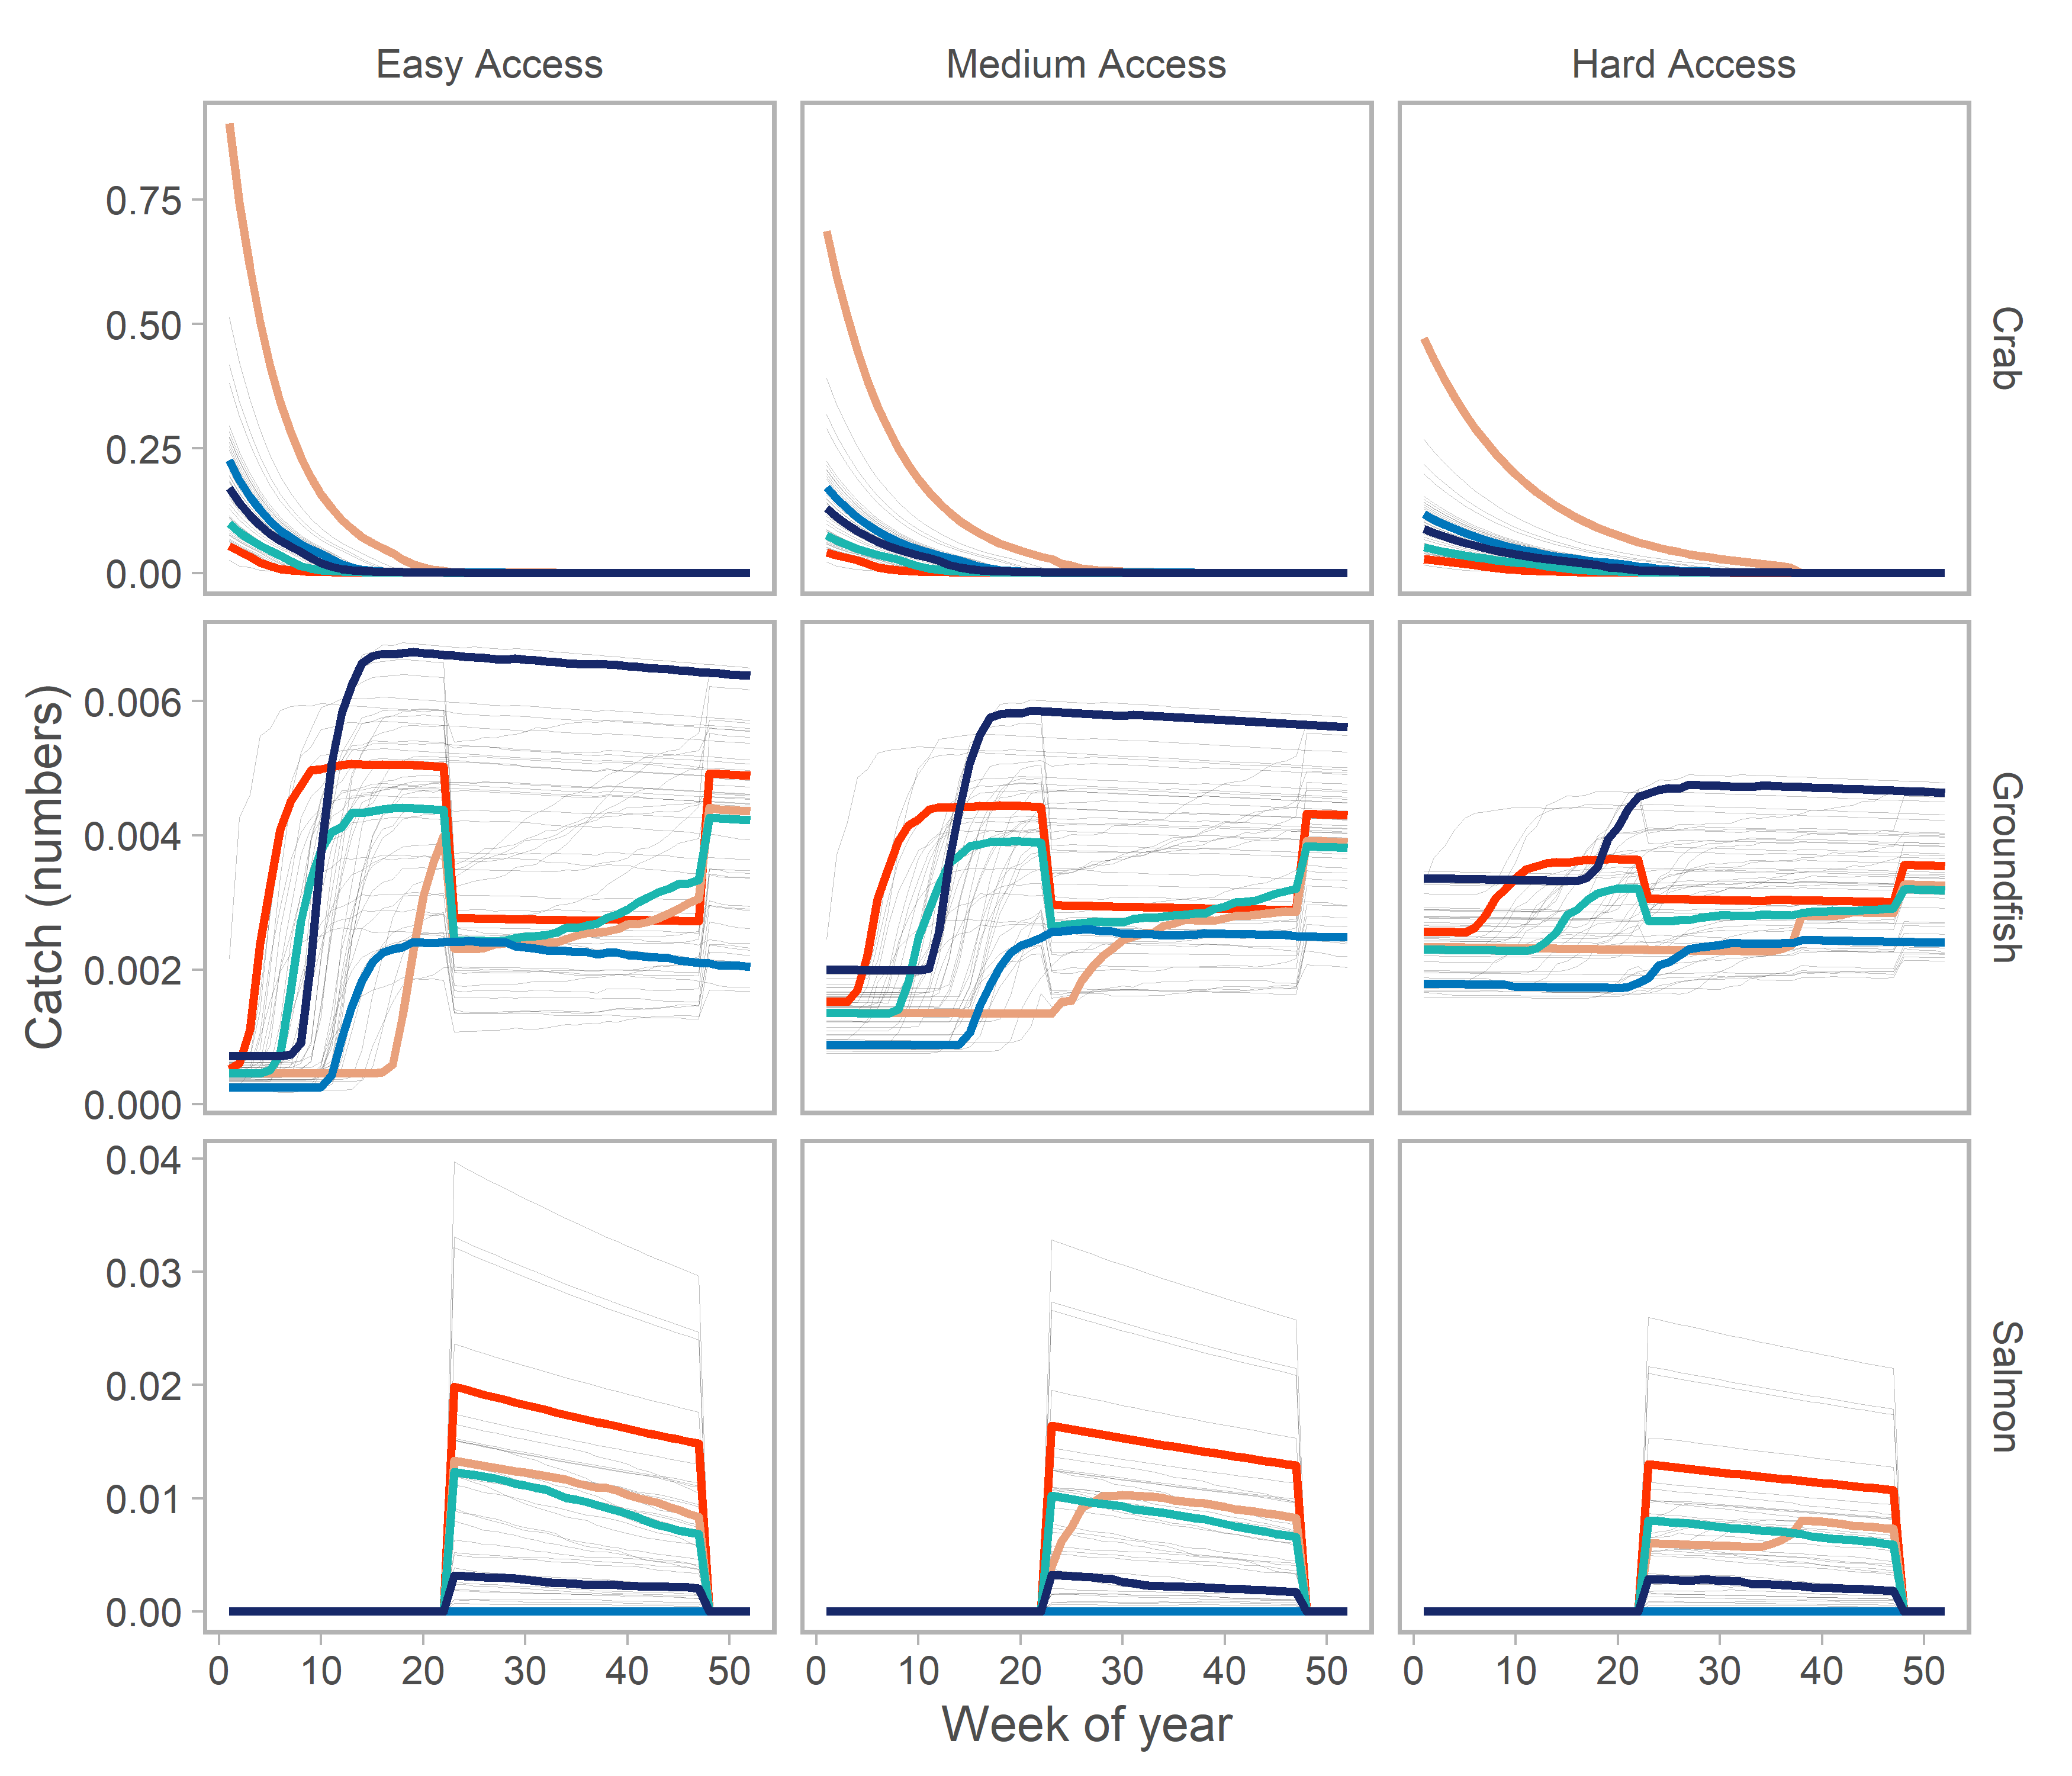 Easy Access Medium Access Hard Access
0.75
0.50
0.25
0.00
Crab
Catch (numbers)
0.006
0.004
0.002
0.000
Groundfish
0.04
0.03
0.02
0.01
0.00
Salmon
0 10 20 30 40 50 0 10 20 30 40 50 0 10 20 30 40 50
Week of year